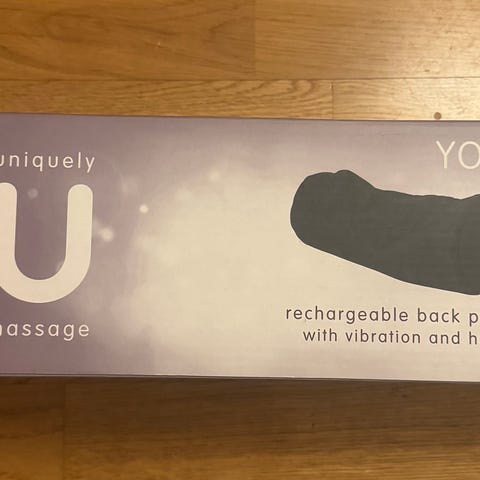 uniquely
U
massage
YO
rechargeable back p
with vibration and h